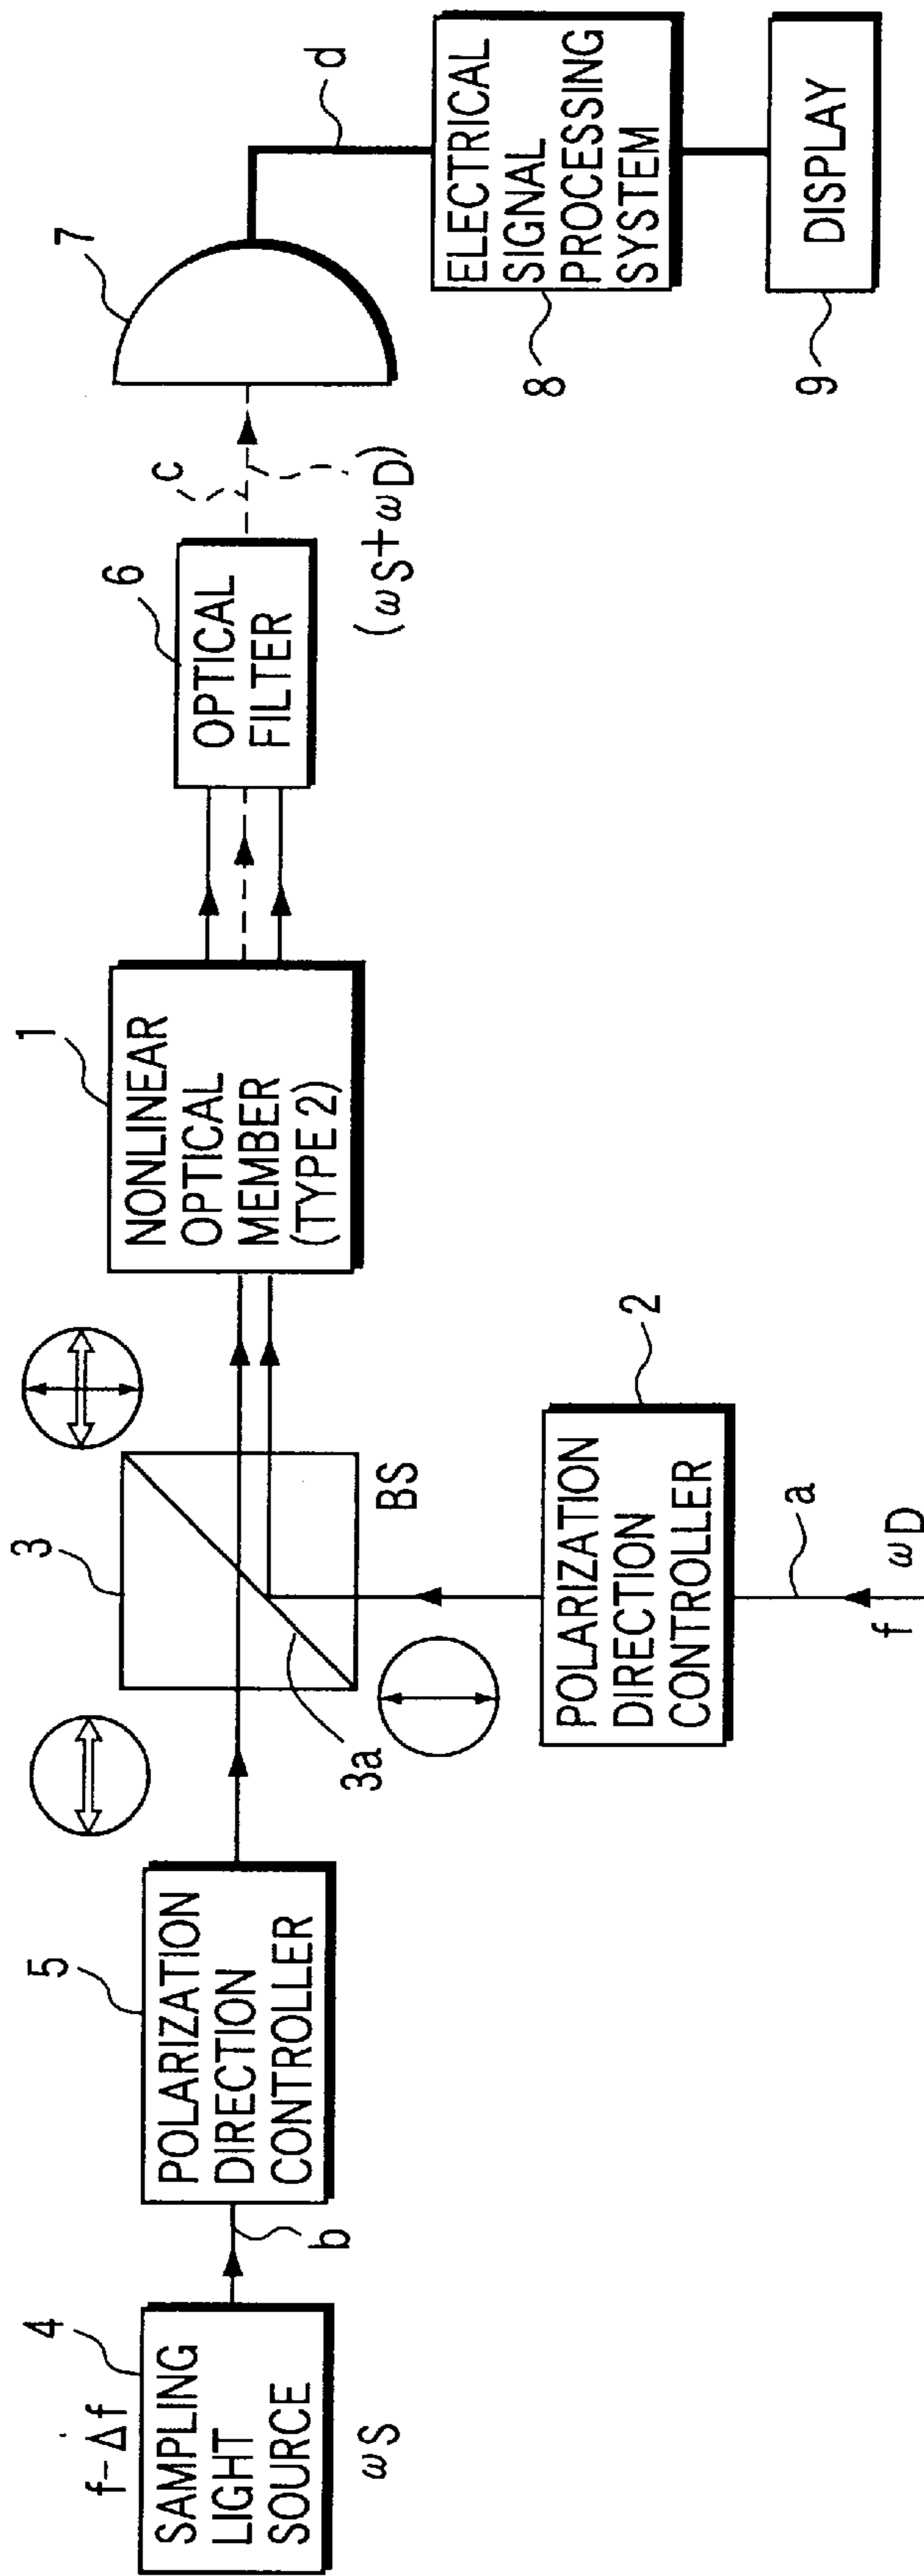 f-Δf
4
SAMPLING
LIGHT
SOURCE
ωS
b
5
POLARIZATION
DIRECTION
CONTROLLER
3
3a
BS
2
POLARIZATION
DIRECTION
CONTROLLER
a
f
ωD
1
NONLINEAR
OPTICAL
MEMBER
(TYPE 2)
6
OPTICAL
FILTER
c
(ωS+ωD)
7
d
ELECTRICAL
SIGNAL
PROCESSING
SYSTEM
8
DISPLAY
9